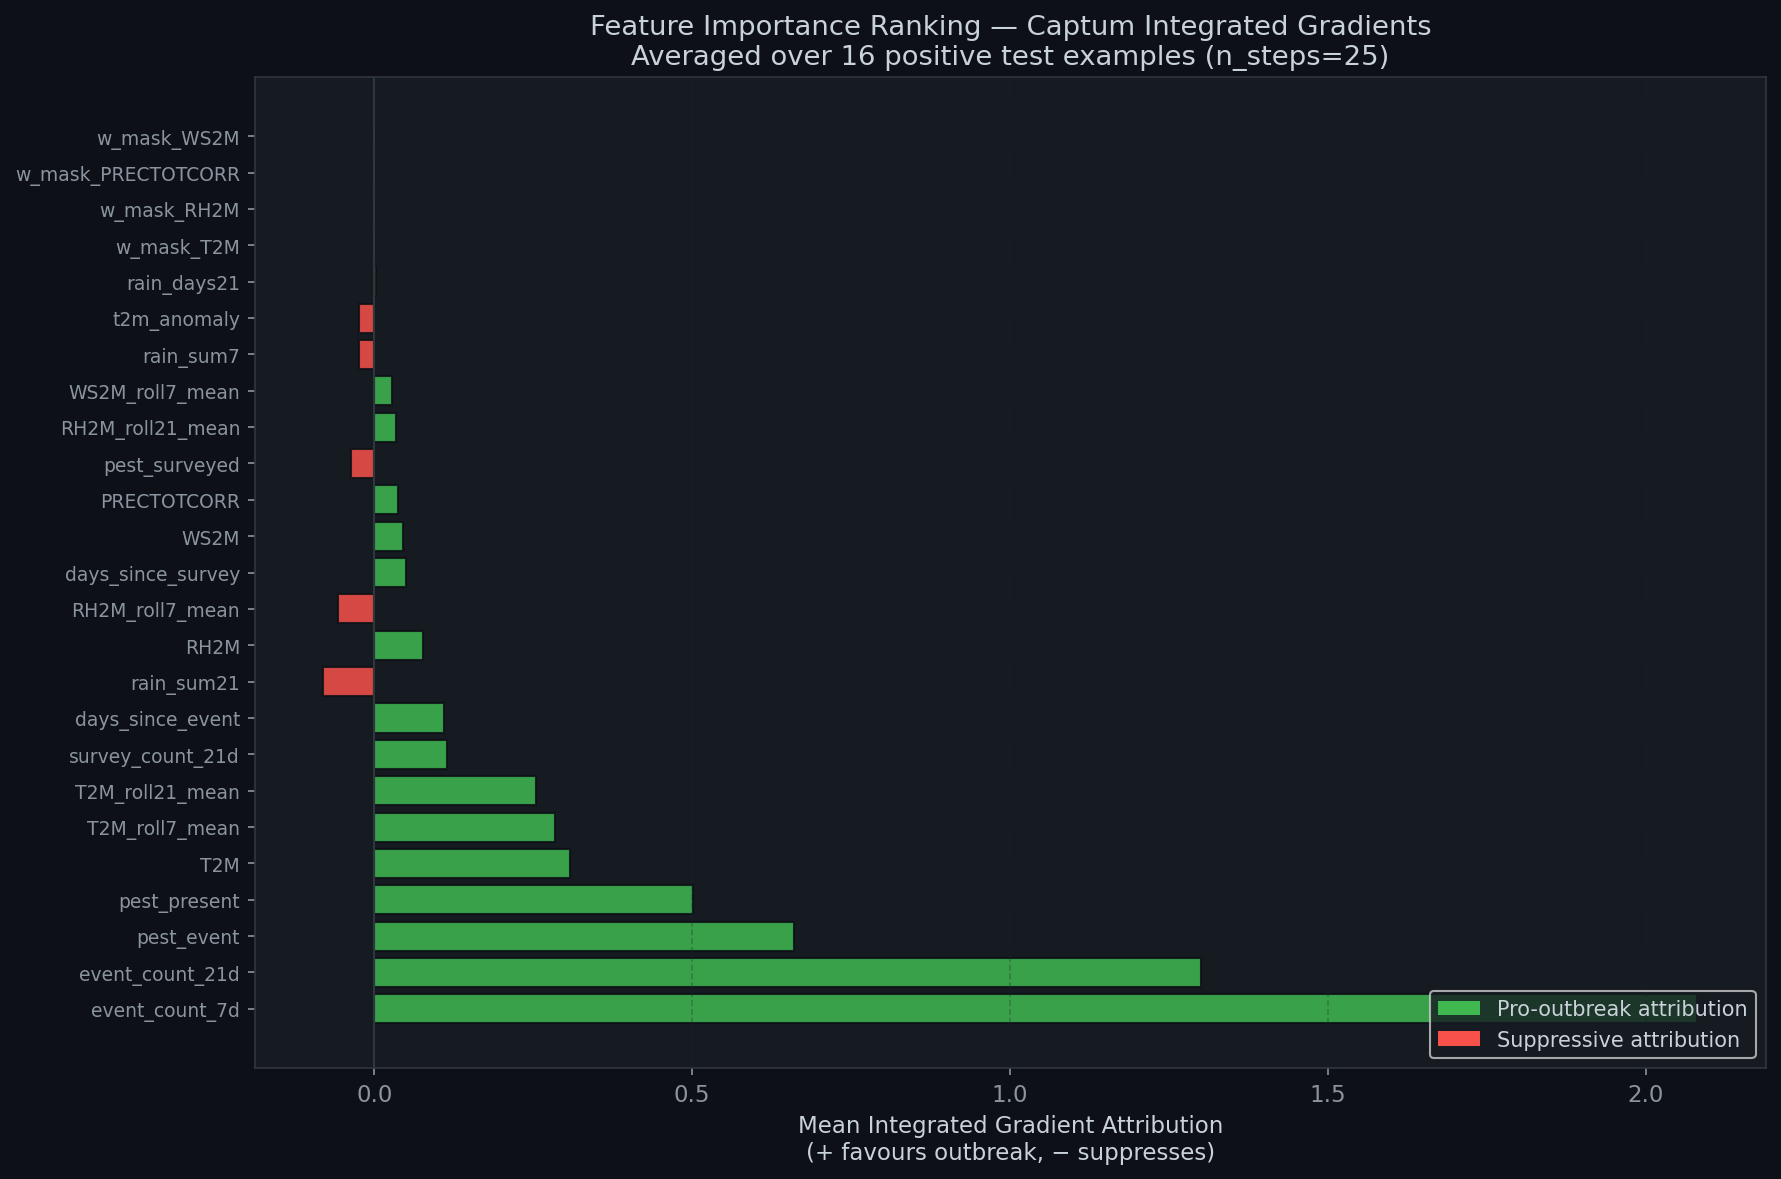 Feature Importance Ranking — Captum Integrated Gradients
Averaged over 16 positive test examples (n_steps=25)
w_mask_WS2M
w_mask_PRECTOTCORR
w_mask_RH2M
w_mask_T2M
rain_days21
t2m_anomaly
rain_sum7
WS2M_roll7_mean
RH2M_roll21_mean
pest_surveyed
PRECTOTCORR
WS2M
days_since_survey
RH2M_roll7_mean
RH2M
rain_sum21
days_since_event
survey_count_21d
T2M_roll21_mean
T2M_roll7_mean
T2M
pest_present
pest_event
event_count_21d
event_count_7d
Pro-outbreak attribution
Suppressive attribution
0.0 0.5 1.0 1.5 2.0
Mean Integrated Gradient Attribution
(+ favours outbreak, − suppresses)